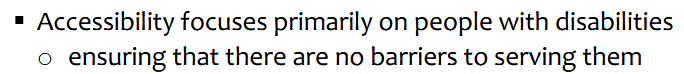 ▪ Accessibility focuses primarily on people with disabilities
o ensuring that there are no barriers to serving them